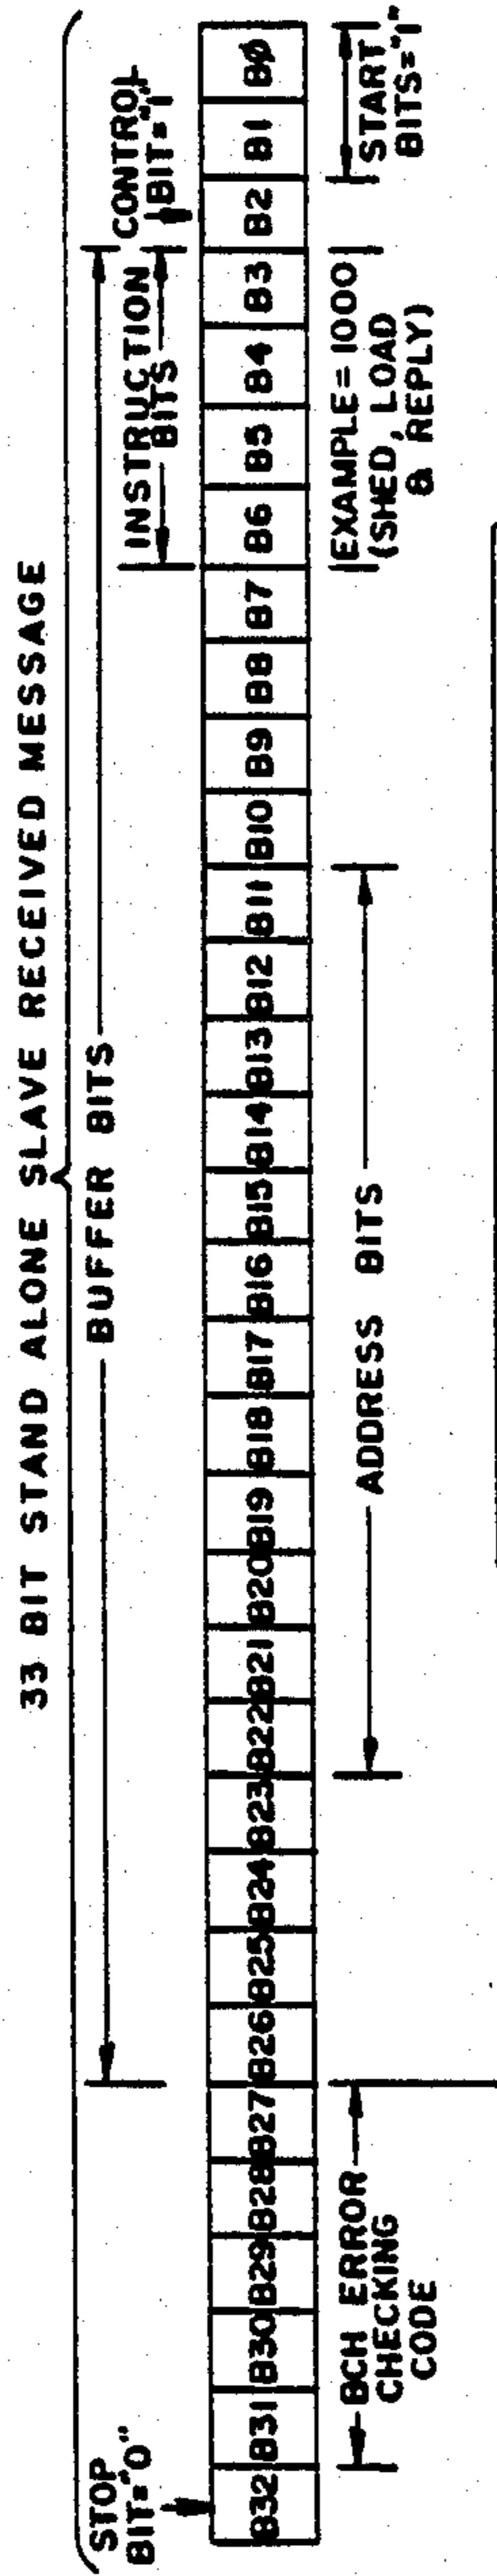 33 BIT STAND ALONE SLAVE RECEIVED MESSAGE
STOP
BIT="0"
BUFFER BITS
INSTRUCTION
BITS
CONTROL
BIT="1"
B32 B31 B30 B29 B28 B27 B26 B25 B24 B23 B22 B21 B20 B19 B18 B17 B16 B15 B14 B13 B12 B11 B10 B9 B8 B7 B6 B5 B4 B3 B2 B1 BØ
BCH ERROR
CHECKING
CODE
ADDRESS BITS
EXAMPLE=1000
(SHED, LOAD
& REPLY)
START
BITS="1"